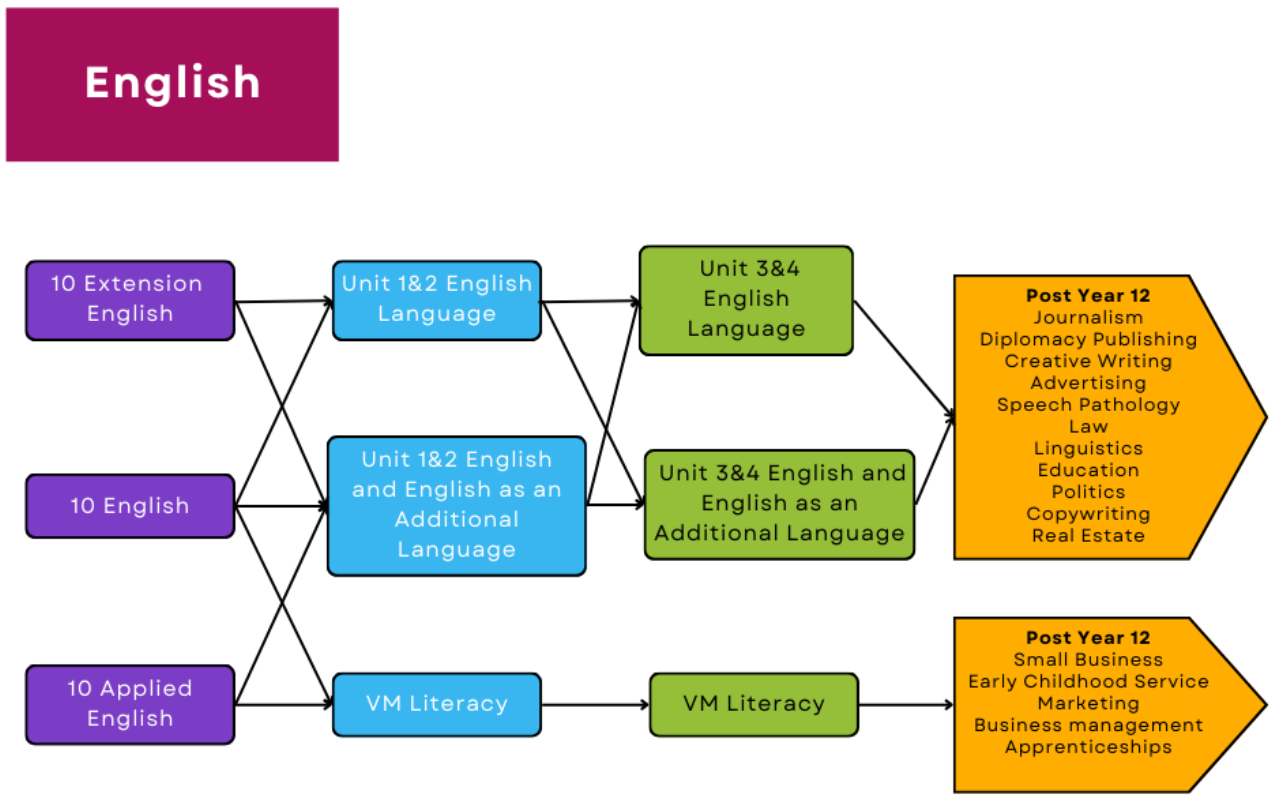 English
10 Extension
English
Unit 1&2 English
Language
Unit 3&4
English
Language
Post Year 12
Journalism
Diplomacy Publishing
Creative Writing
Advertising
Speech Pathology
Law
Linguistics
Education
Politics
Copywriting
Real Estate
10 English
Unit 1&2 English
and English as an
Additional
Language
Unit 3&4 English and
English as an
Additional Language
10 Applied
English
VM Literacy
VM Literacy
Post Year 12
Small Business
Early Childhood Service
Marketing
Business management
Apprenticeships